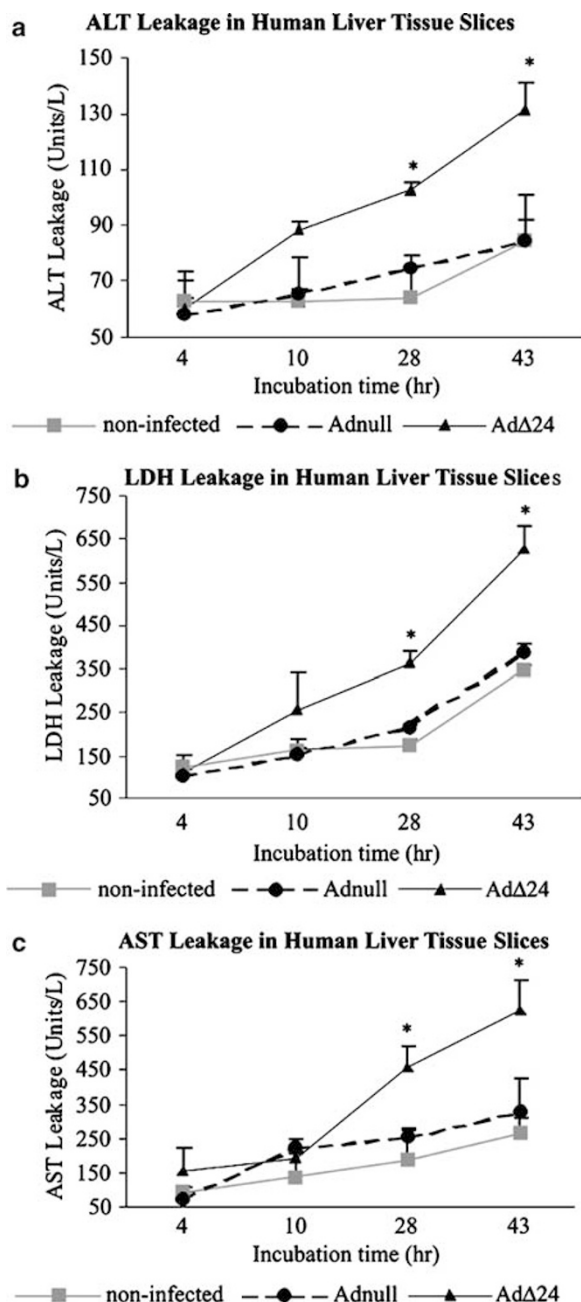 a
ALT Leakage in Human Liver Tissue Slices
ALT Leakage (Units/L)
150
130
110
90
70
50
*
*
4 10 28 43
Incubation time (hr)
non-infected Adnull AdΔ24
b
LDH Leakage in Human Liver Tissue Slices
LDH Leakage (Units/L)
750
650
550
450
350
250
150
50
*
*
4 10 28 43
Incubation time (hr)
non-infected Adnull AdΔ24
c
AST Leakage in Human Liver Tissue Slices
AST Leakage (Units/L)
750
650
550
450
350
250
150
50
*
*
4 10 28 43
Incubation time (hr)
non-infected Adnull AdΔ24